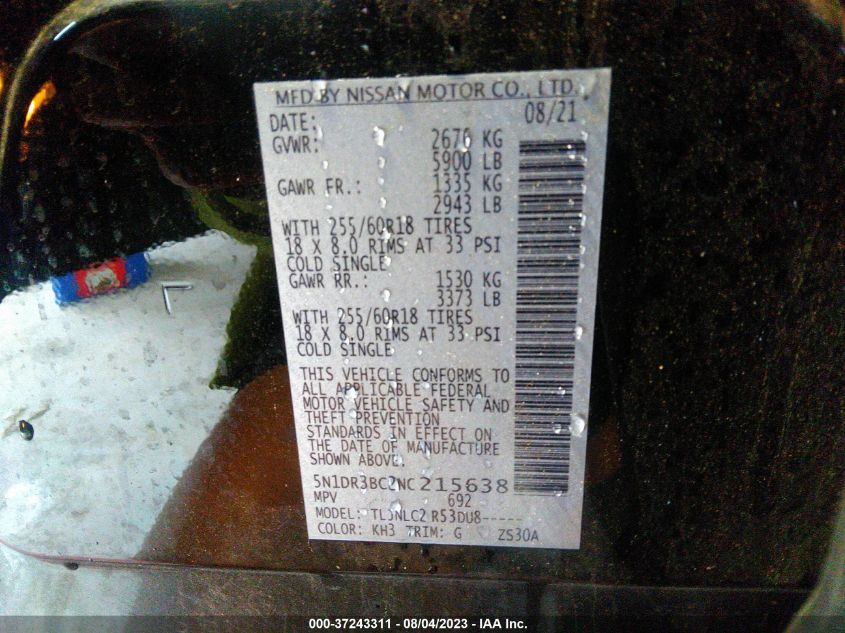 MFD BY NISSAN MOTOR CO., LTD.
DATE: 08/21
GVWR: 2676 KG
5900 LB
GAWR FR.: 1335 KG
2943 LB
WITH 255/60R18 TIRES
18 X 8.0 RIMS AT 33 PSI
COLD SINGLE
GAWR RR.: 1530 KG
3373 LB
WITH 255/60R18 TIRES
18 X 8.0 RIMS AT 33 PSI
COLD SINGLE
THIS VEHICLE CONFORMS TO
ALL APPLICABLE FEDERAL
MOTOR VEHICLE SAFETY AND
THEFT PREVENTION
STANDARDS IN EFFECT ON
THE DATE OF MANUFACTURE
SHOWN ABOVE.
5N1DR3BC2NC215638
MPV 692
MODEL: R53DU8-----
COLOR: KH3 TRIM: G ZS30A
000-37243311 - 08/04/2023 - IAA Inc.